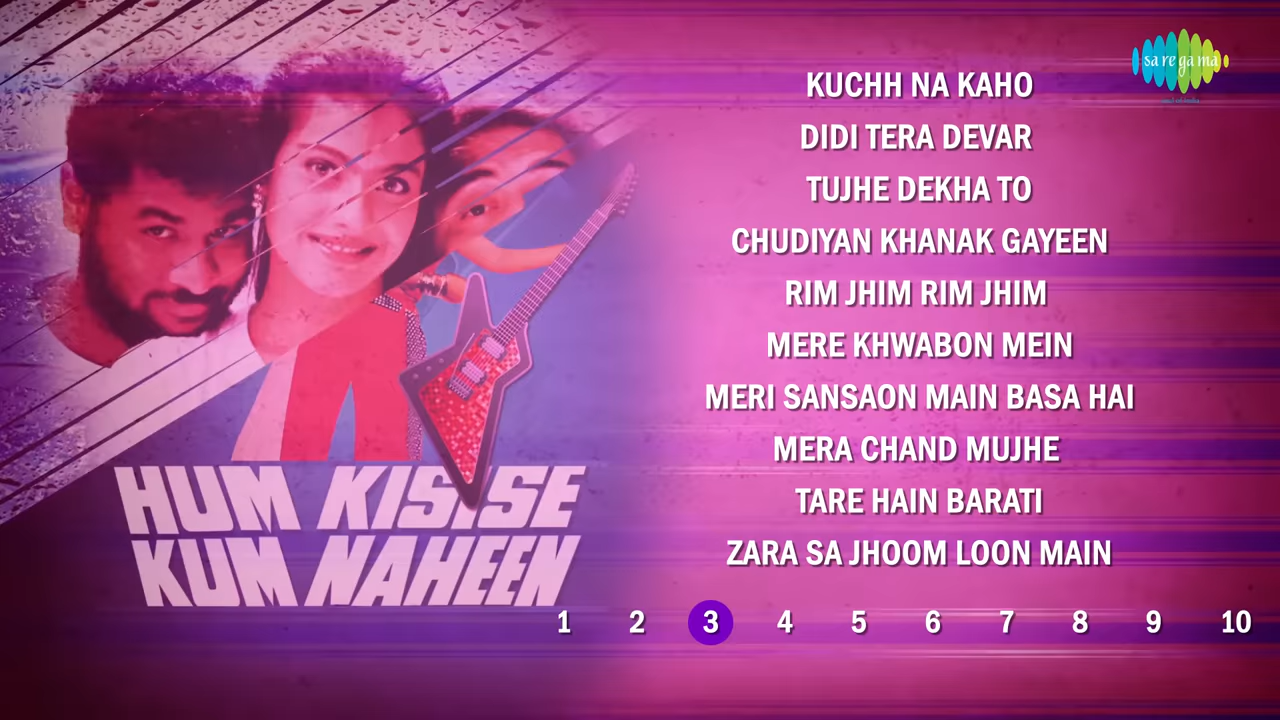 sa re ga ma
KUCHH NA KAHO
DIDI TERA DEVAR
TUJHE DEKHA TO
CHUDIYAN KHANAK GAYEEN
RIM JHIM RIM JHIM
MERE KHWABON MEIN
MERI SANSAON MAIN BASA HAI
MERA CHAND MUJHE
TARE HAIN BARATI
ZARA SA JHOOM LOON MAIN
HUM KISISE
KUM NAHEEN
1 2 3 4 5 6 7 8 9 10